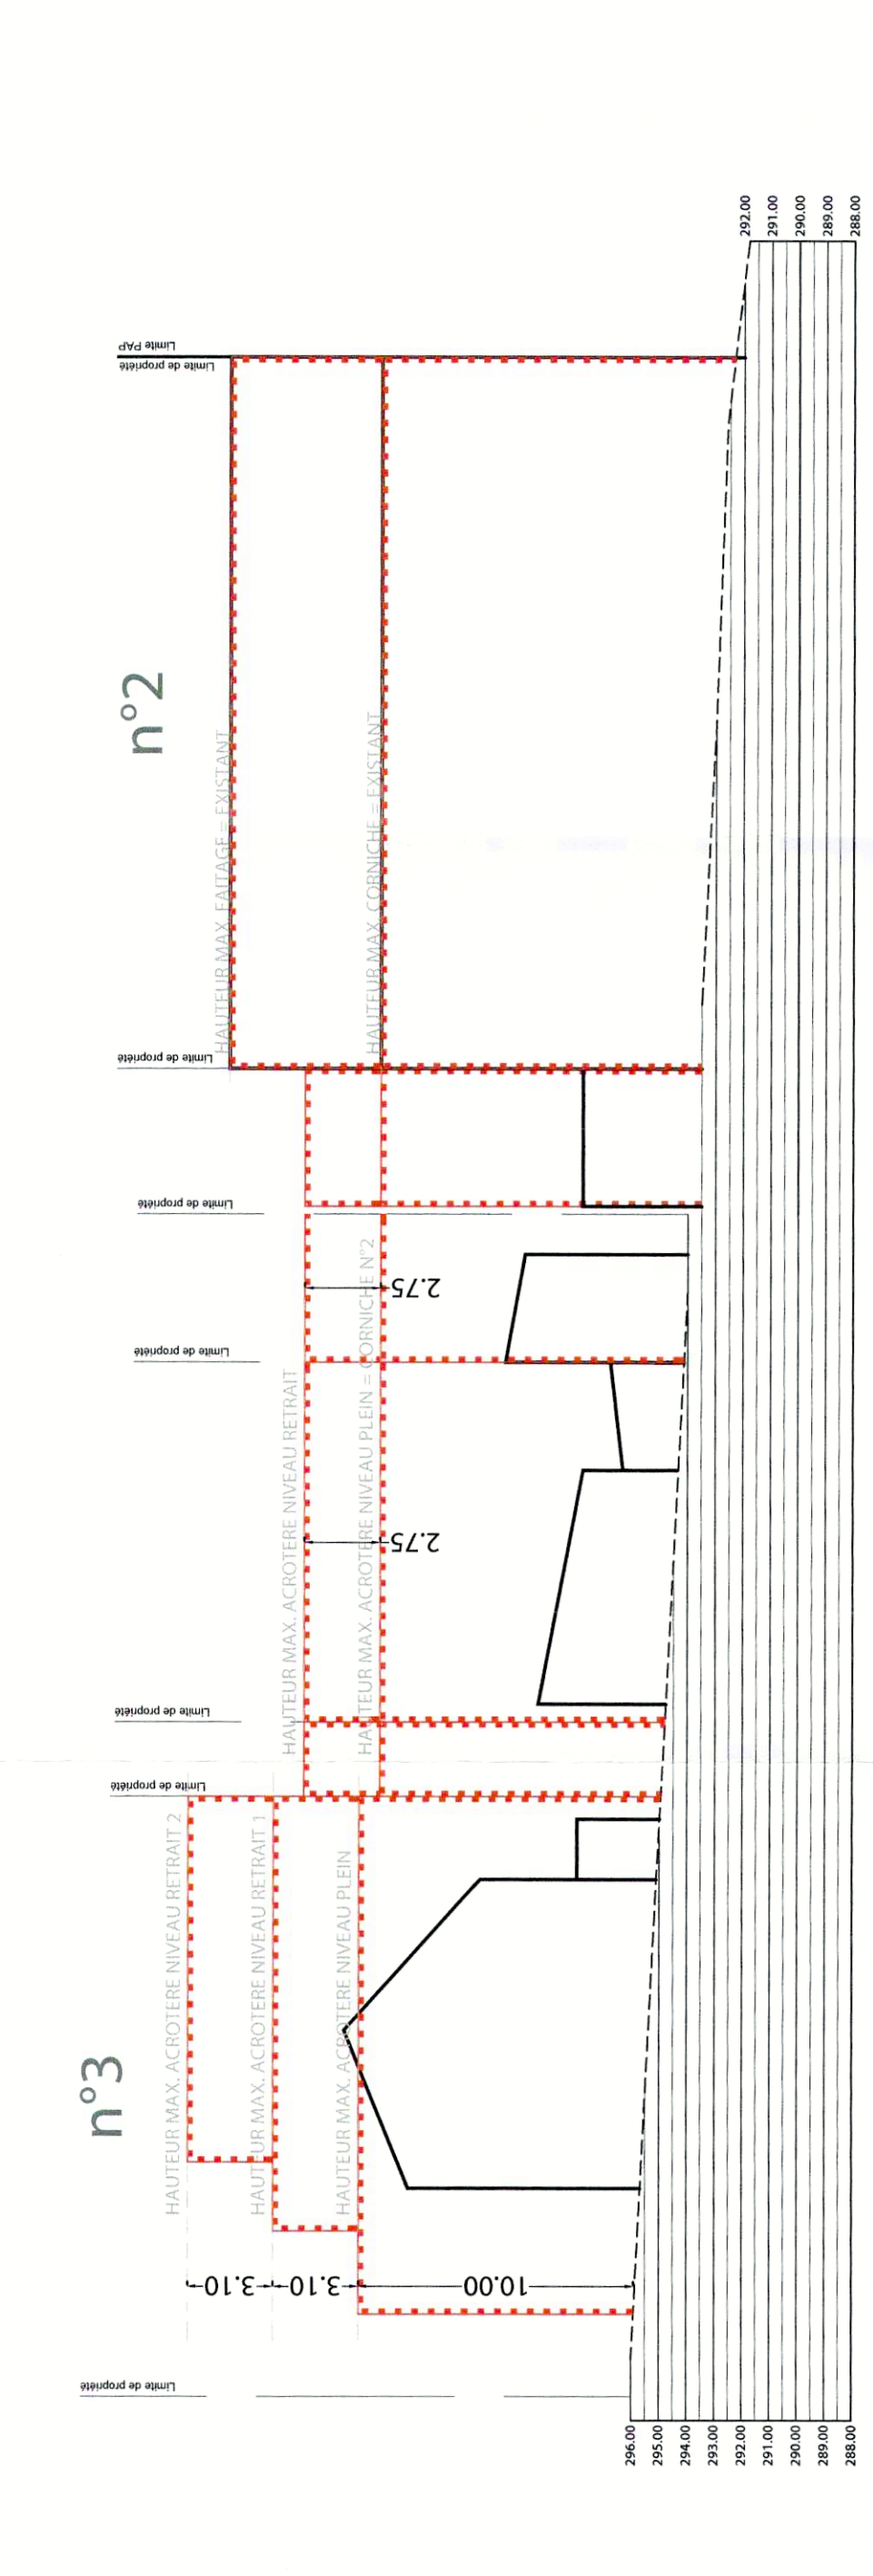 n°3
n°2
Limite de propriété
Limite de propriété
Limite de propriété
Limite de propriété
Limite de propriété
Limite de propriété
Limite de propriété
Limite PAP
HAUTEUR MAX. ACROTERE NIVEAU RETRAIT 2
HAUTEUR MAX. ACROTERE NIVEAU RETRAIT 1
HAUTEUR MAX. ACROTERE NIVEAU PLEIN
3.10
3.10
10.00
HAUTEUR MAX. ACROTERE NIVEAU RETRAIT
HAUTEUR MAX. ACROTERE NIVEAU PLEIN = CORNICHE N°2
2.75
2.75
HAUTEUR MAX. FAITAGE = EXISTANT
HAUTEUR MAX. CORNICHE = EXISTANT
296.00
295.00
294.00
293.00
292.00
291.00
290.00
289.00
288.00
292.00
291.00
290.00
289.00
288.00